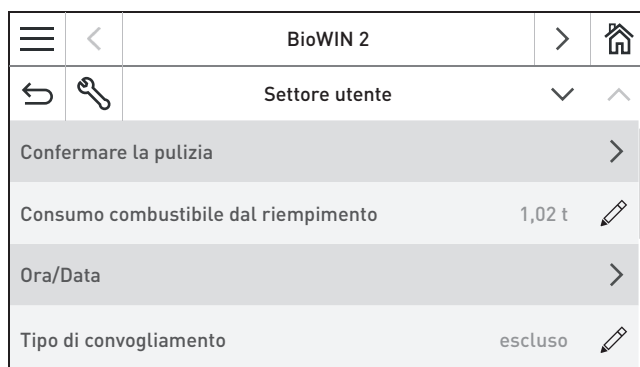 BioWIN 2
Settore utente
Confermare la pulizia
Consumo combustibile dal riempimento 1,02 t
Ora/Data
Tipo di convogliamento escluso